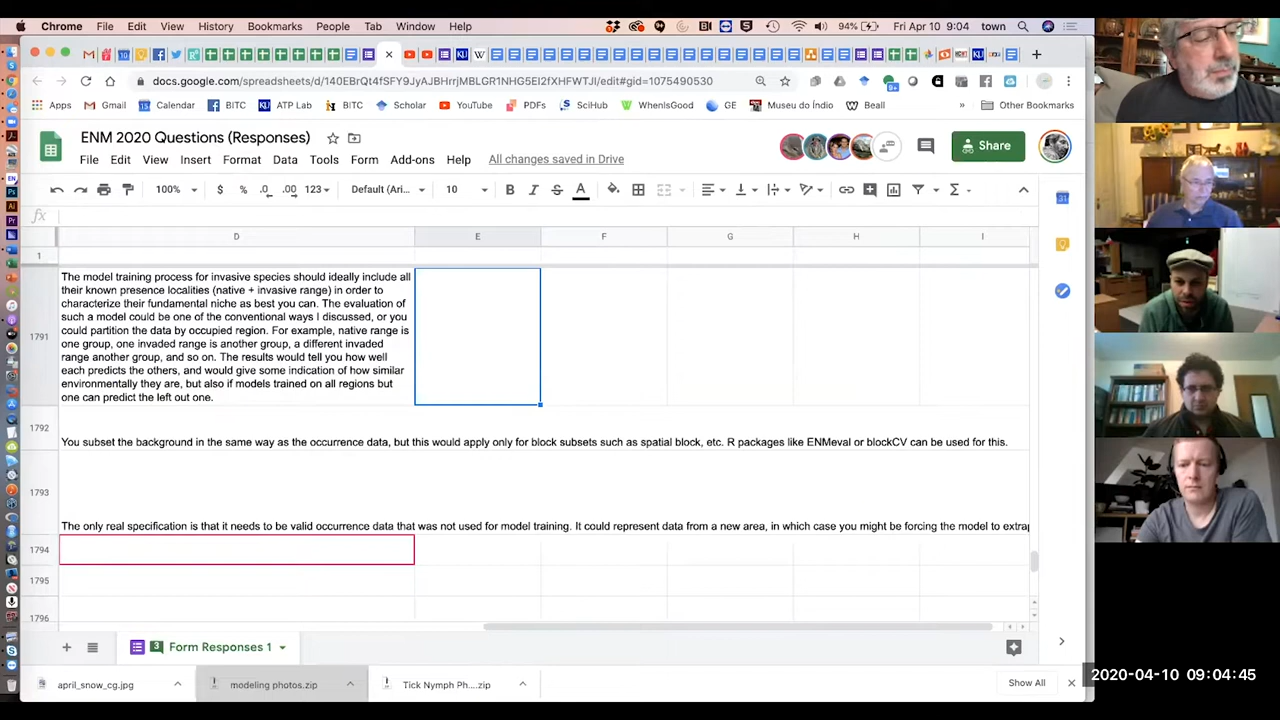 Chrome File Edit View History Bookmarks People Tab Window Help 94% Fri Apr 10 9:04 town
docs.google.com/spreadsheets/d/140EBrQt4fSFY9JyAJBHrrjMBLGR1NHG5EI2fXHFWTJI/edit#gid=1075490530
Apps Gmail Calendar BITC ATP Lab BITC Scholar YouTube PDFs SciHub WhenIsGood GE Museu do Índio Beall » Other Bookmarks
ENM 2020 Questions (Responses)
Share
File Edit View Insert Format Data Tools Form Add-ons Help All changes saved in Drive
100% $ % .0 .00 123 Default (Ari... 10 B I S A
fx
D E F G H I
1
1791
The model training process for invasive species should ideally include all
their known presence localities (native + invasive range) in order to
characterize their fundamental niche as best you can. The evaluation of
such a model could be one of the conventional ways I discussed, or you
could partition the data by occupied region. For example, native range is
one group, one invaded range is another group, a different invaded
range another group, and so on. The results would tell you how well
each predicts the others, and would give some indication of how similar
environmentally they are, but also if models trained on all regions but
one can predict the left out one.
1792
You subset the background in the same way as the occurrence data, but this would apply only for block subsets such as spatial block, etc. R packages like ENMeval or blockCV can be used for this.
1793
The only real specification is that it needs to be valid occurrence data that was not used for model training. It could represent data from a new area, in which case you might be forcing the model to extrap
1794
1795
1796
3 Form Responses 1
april_snow_cg.jpg modeling photos.zip Tick Nymph Ph....zip Show All
2020-04-10 09:04:45